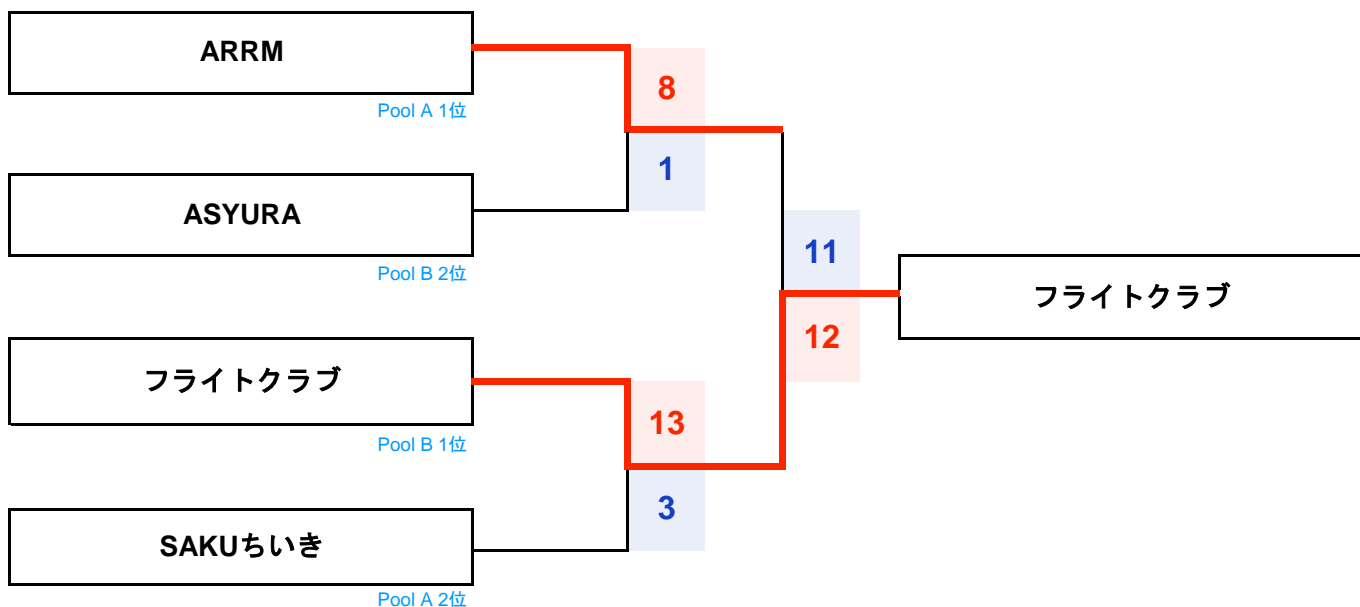 ARRM
Pool A 1位
8
1
ASYURA
Pool B 2位
11
12
フライトクラブ
フライトクラブ
Pool B 1位
13
3
SAKUちいき
Pool A 2位